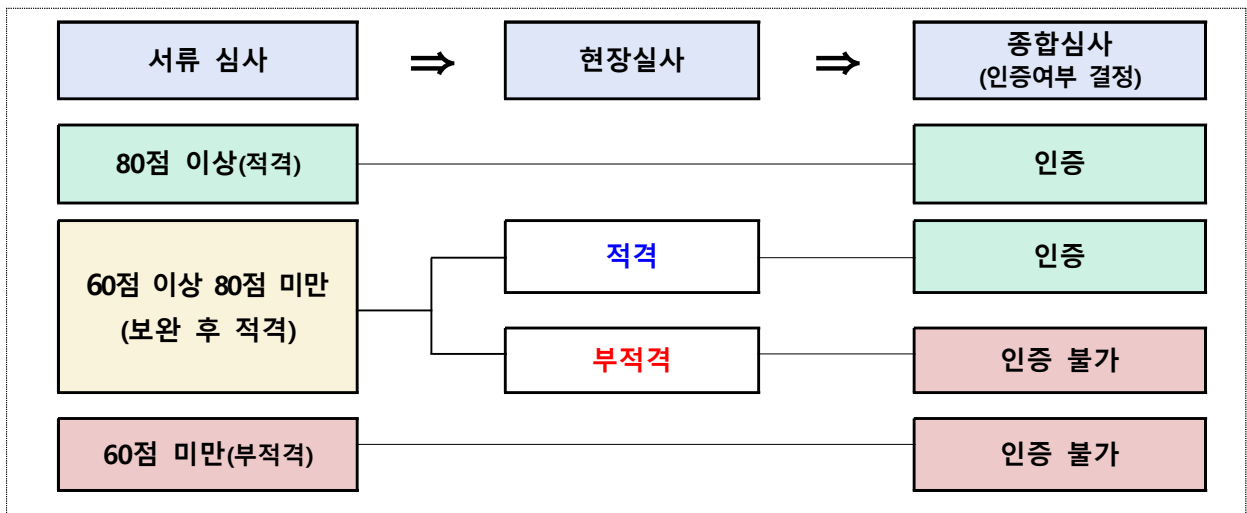 서류 심사 ⇒ 현장실사 ⇒ 종합심사
(인증여부 결정)
80점 이상(적격)
인증
60점 이상 80점 미만
(보완 후 적격)
적격
인증
부적격
인증 불가
60점 미만(부적격)
인증 불가